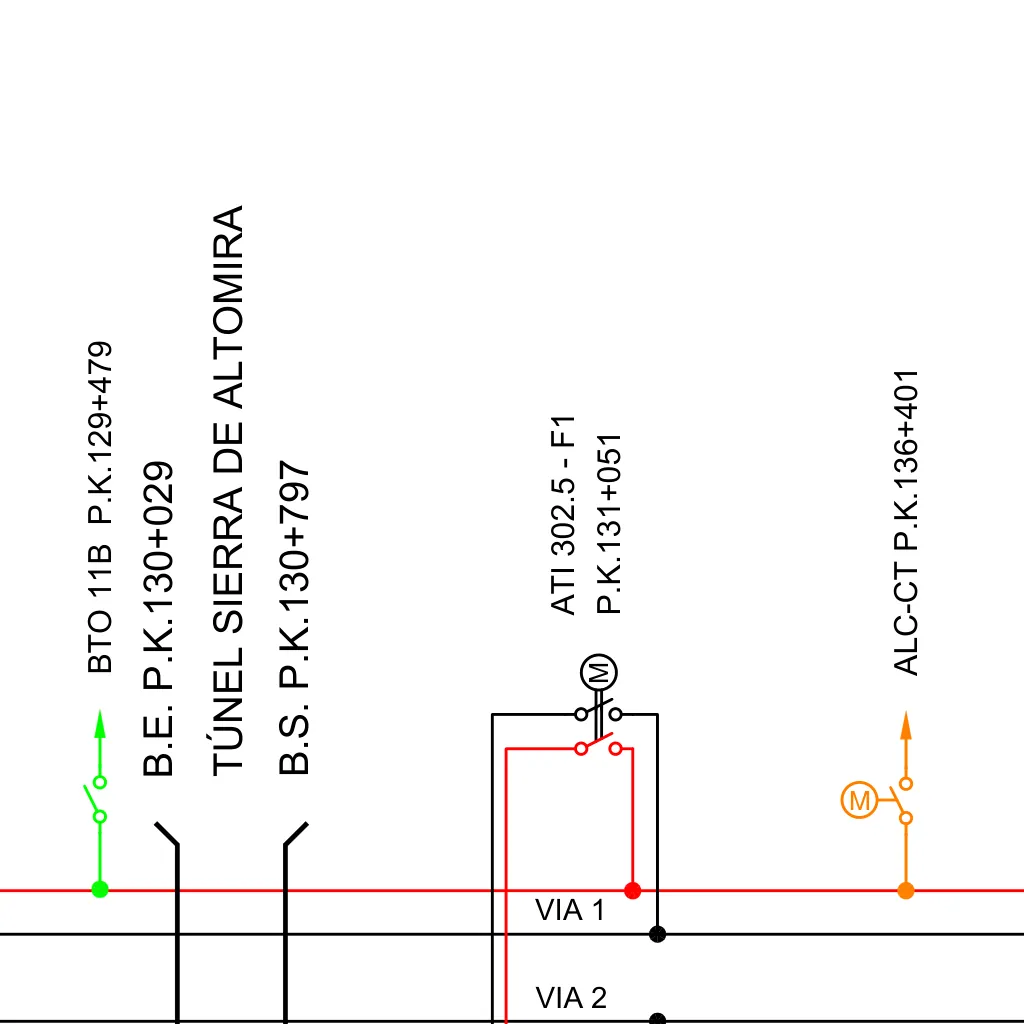 BTO 11B P.K.129+479
B.E. P.K.130+029
TÚNEL SIERRA DE ALTOMIRA
B.S. P.K.130+797
ATI 302.5 - F1
P.K.131+051
ALC-CT P.K.136+401
M
M
VIA 1
VIA 2